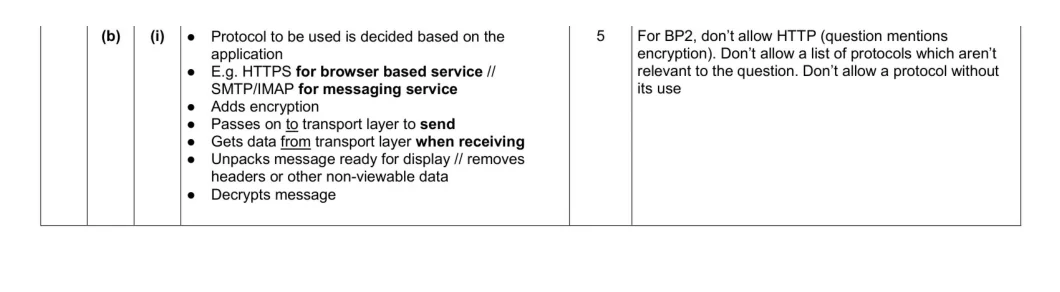 (b) (i) ● Protocol to be used is decided based on the 5 For BP2, don't allow HTTP (question mentions
application encryption). Don't allow a list of protocols which aren't
● E.g. HTTPS for browser based service // relevant to the question. Don't allow a protocol without
SMTP/IMAP for messaging service its use
● Adds encryption
● Passes on to transport layer to send
● Gets data from transport layer when receiving
● Unpacks message ready for display // removes
headers or other non-viewable data
● Decrypts message